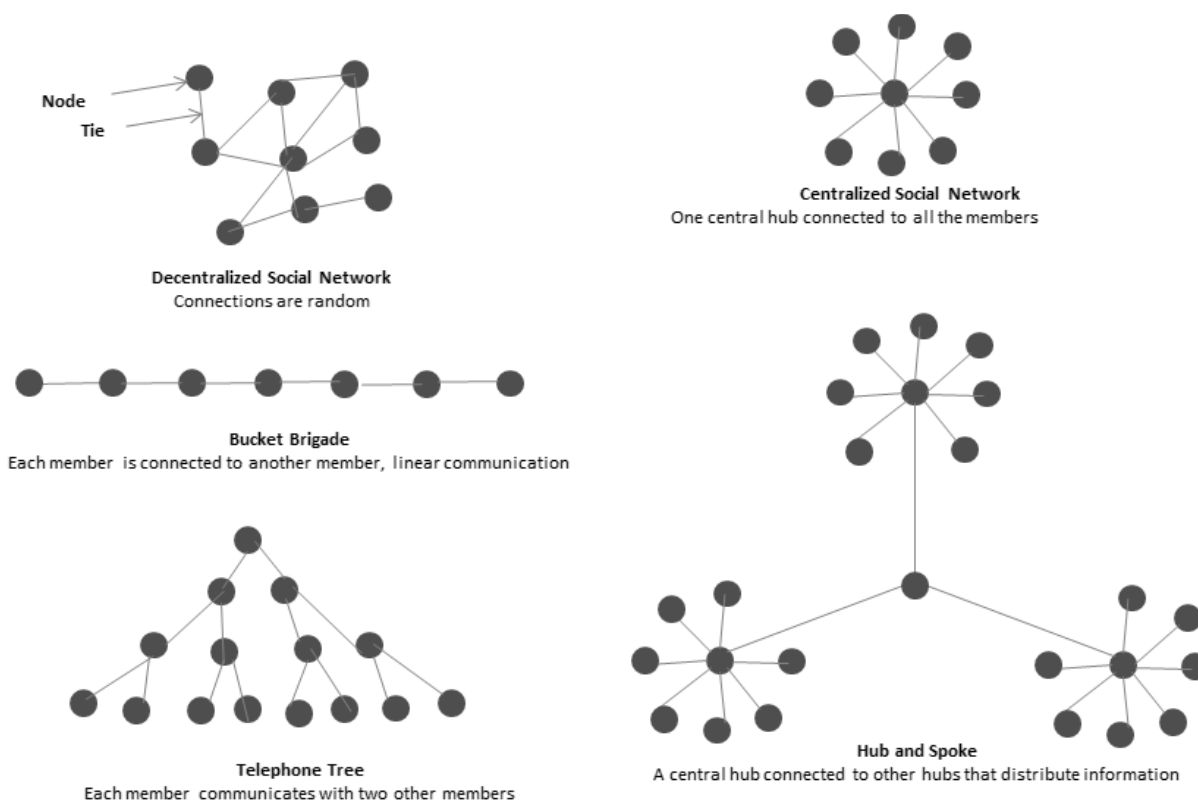 Node
Tie
Decentralized Social Network
Connections are random
Centralized Social Network
One central hub connected to all the members
Bucket Brigade
Each member is connected to another member, linear communication
Telephone Tree
Each member communicates with two other members
Hub and Spoke
A central hub connected to other hubs that distribute information